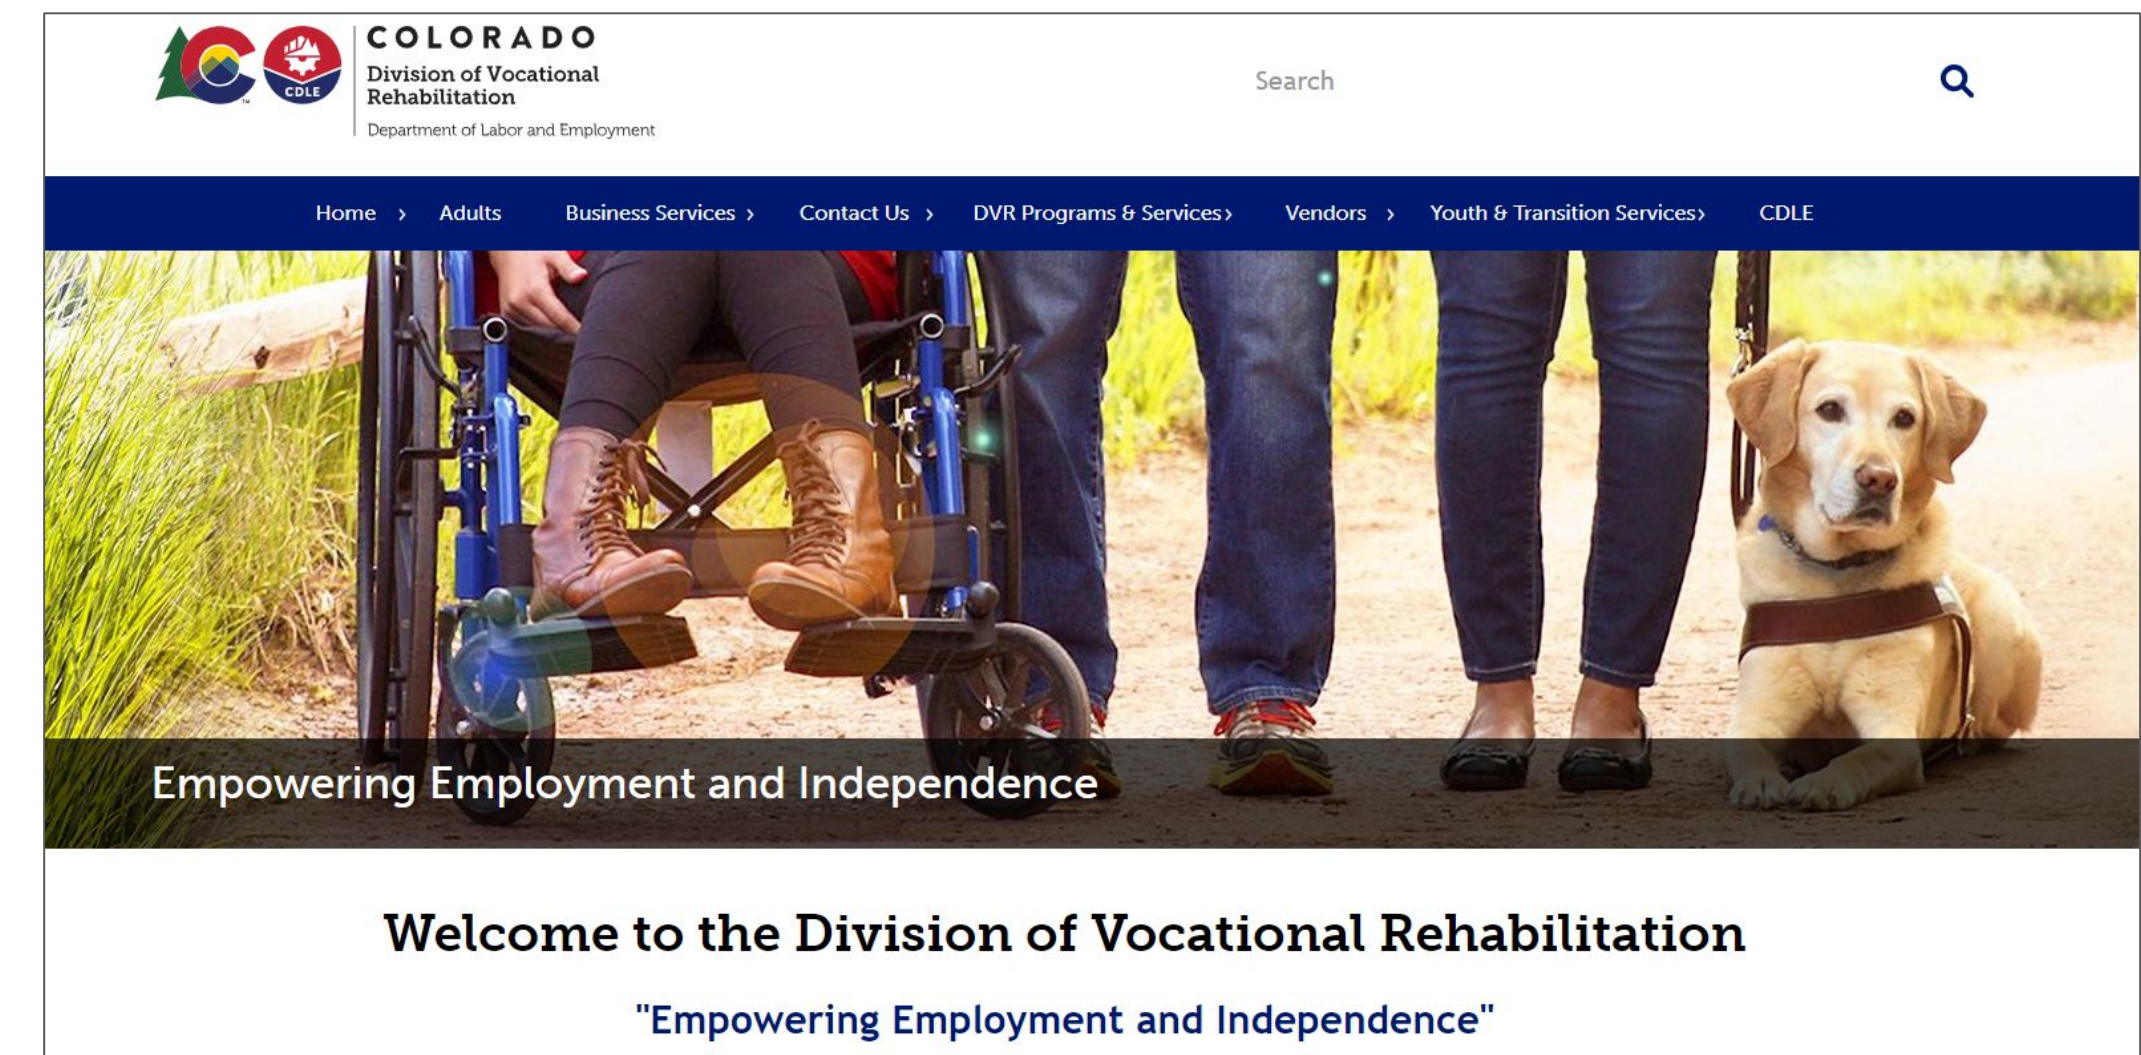 COLORADO
Division of Vocational
Rehabilitation
Department of Labor and Employment
CDLE
TM
Search
Home › Adults Business Services › Contact Us › DVR Programs & Services› Vendors › Youth & Transition Services› CDLE
Empowering Employment and Independence
Welcome to the Division of Vocational Rehabilitation
"Empowering Employment and Independence"